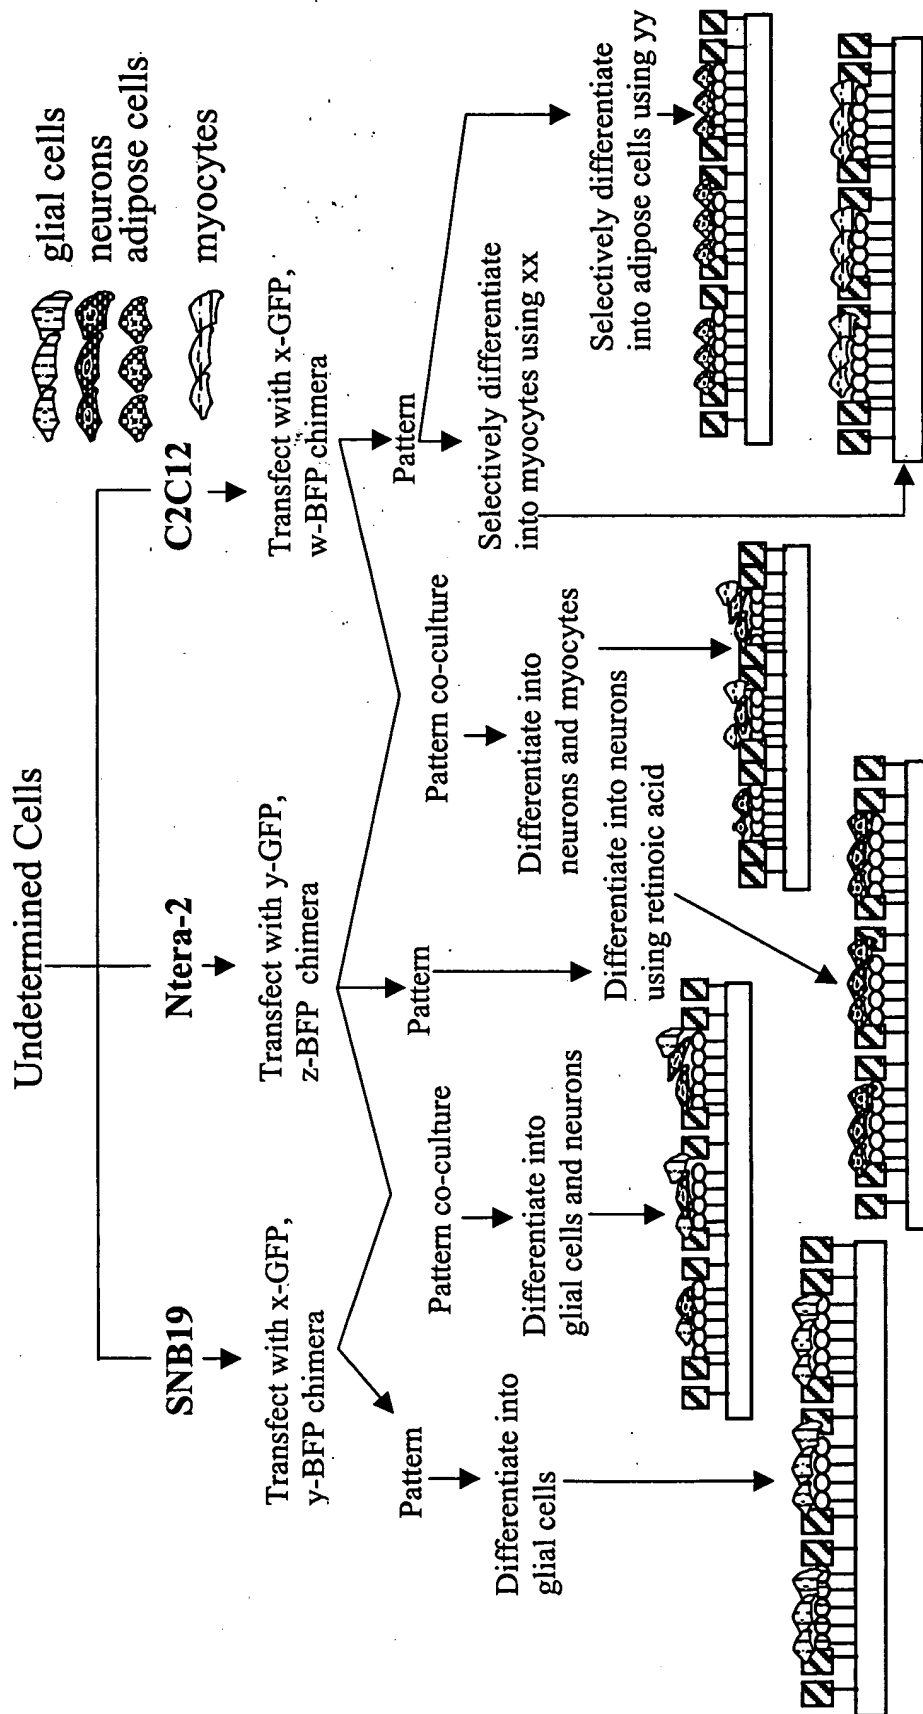 Undetermined Cells
glial cells
neurons
adipose cells
myocytes
SNB19
Ntera-2
C2C12
Transfect with x-GFP,
y-BFP chimera
Transfect with y-GFP,
z-BFP chimera
Transfect with x-GFP,
w-BFP chimera
Pattern
Pattern co-culture
Pattern
Pattern co-culture
Pattern
Differentiate into
glial cells
Differentiate into
glial cells and neurons
Differentiate into neurons
using retinoic acid
Differentiate into
neurons and myocytes
Selectively differentiate
into myocytes using xx
Selectively differentiate
into adipose cells using yy